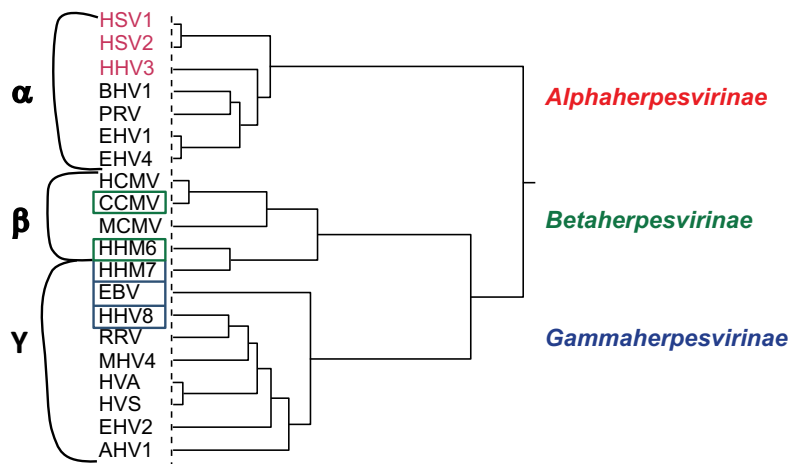 HSV1
HSV2
HHV3
α
BHV1
PRV
EHV1
EHV4
Alphaherpesvirinae
HCMV
CCMV
β
MCMV
HHM6
Betaherpesvirinae
HHM7
EBV
HHV8
γ
RRV
MHV4
HVA
HVS
EHV2
AHV1
Gammaherpesvirinae